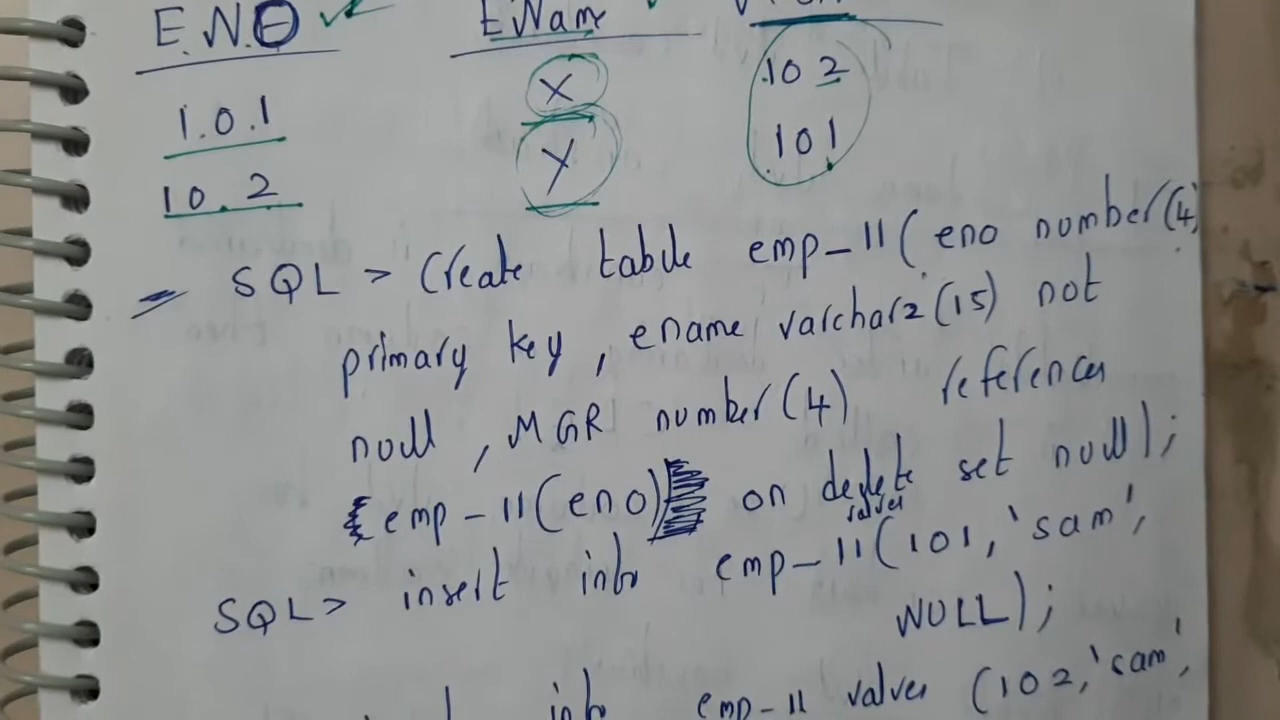 E.NO EName
X 102
1.0.1
Y 101
10.2
SQL > Create table emp-11(eno number(4)
primary key, ename varchar2(15) not
null, MGR number(4) references
emp-11(eno) on delete set null);
values
SQL> insert into emp-11(101,'sam',
NULL);
into emp-11 values (102,'sam',